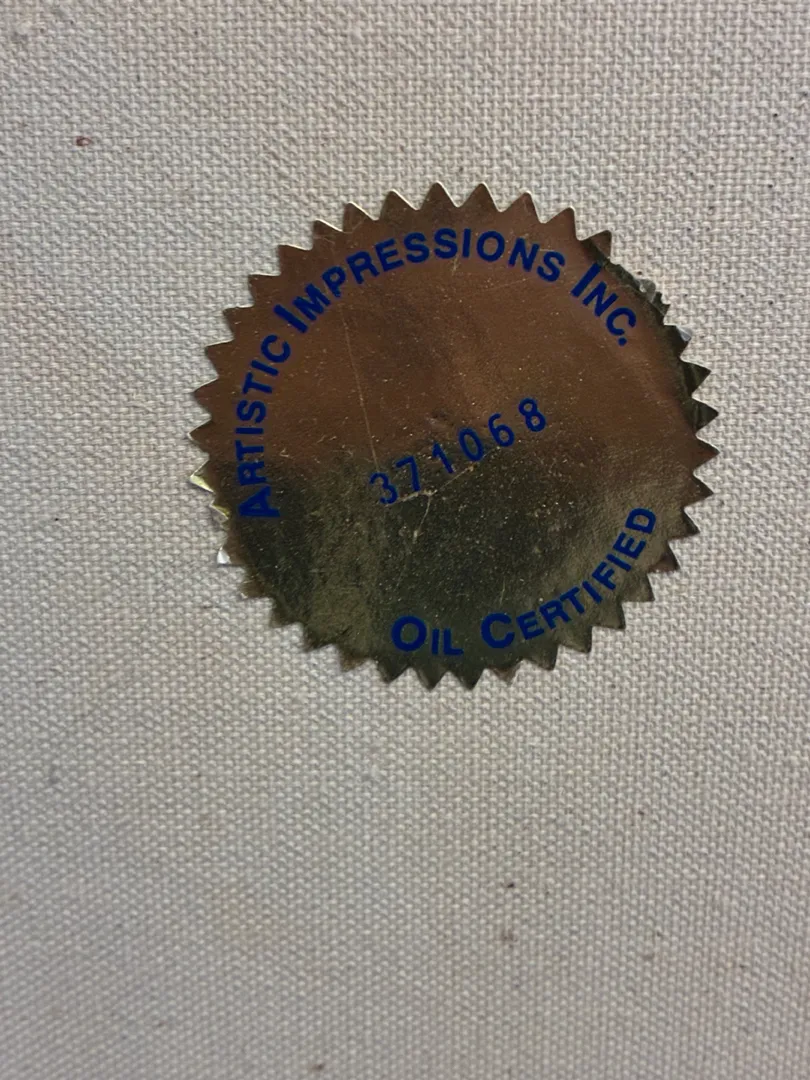 ARTISTIC IMPRESSIONS INC.
371068
OIL CERTIFIED